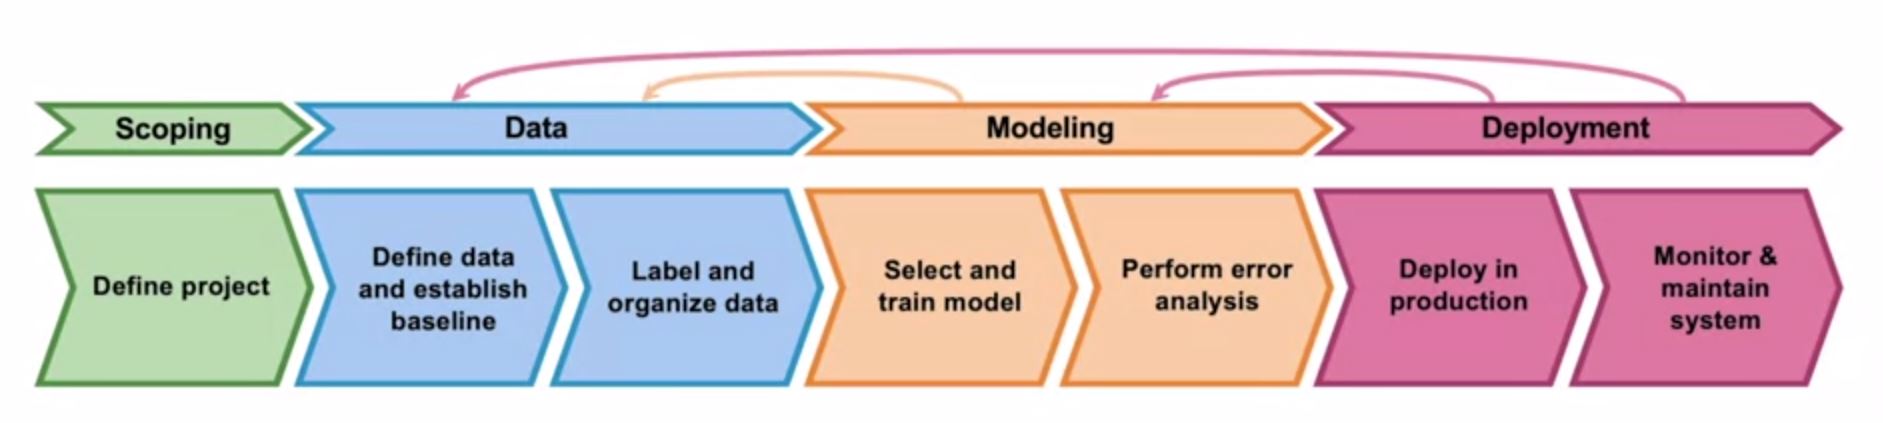 Scoping
Data
Modeling
Deployment
Define project
Define data
and establish
baseline
Label and
organize data
Select and
train model
Perform error
analysis
Deploy in
production
Monitor &
maintain
system